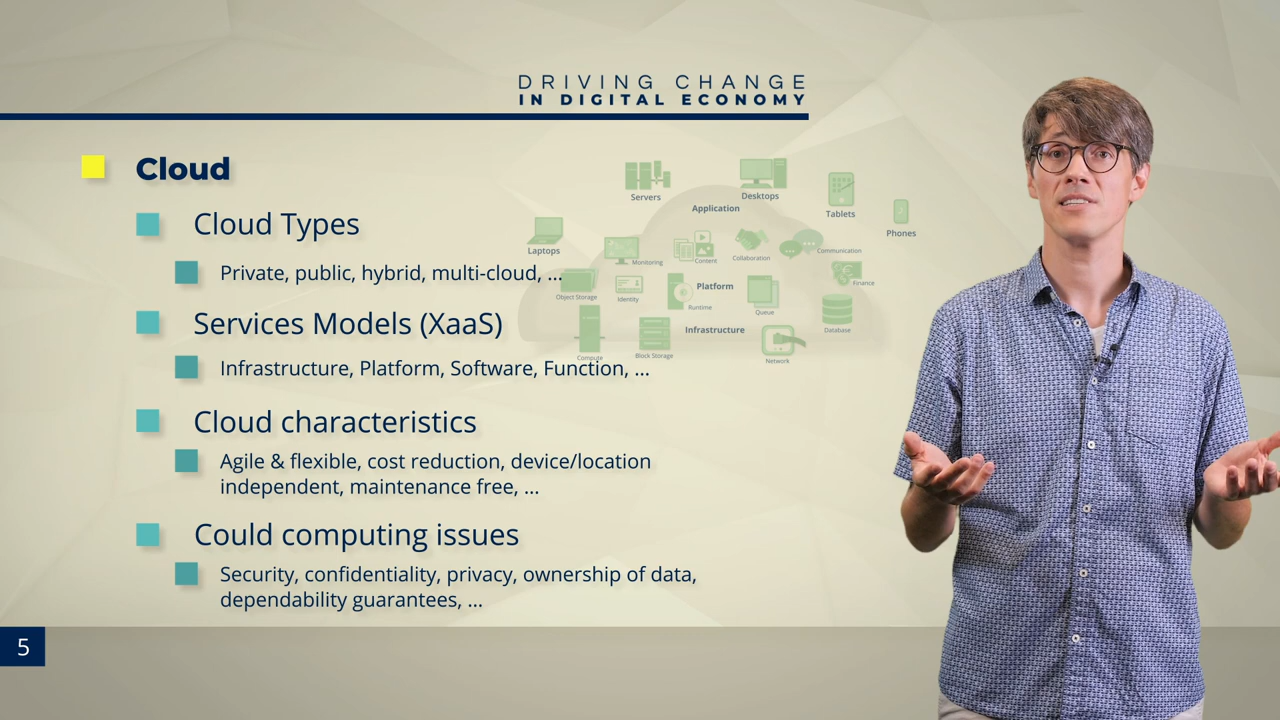 DRIVING CHANGE
IN DIGITAL ECONOMY
Cloud
Cloud Types
Private, public, hybrid, multi-cloud, ...
Services Models (XaaS)
Infrastructure, Platform, Software, Function, ...
Cloud characteristics
Agile & flexible, cost reduction, device/location
independent, maintenance free, ...
Could computing issues
Security, confidentiality, privacy, ownership of data,
dependability guarantees, ...
5
Servers
Desktops
Application
Tablets
Phones
Laptops
Monitoring
Content
Collaboration
Communication
Platform
Finance
Object Storage
Identity
Runtime
Queue
Database
Infrastructure
Compute
Block Storage
Network